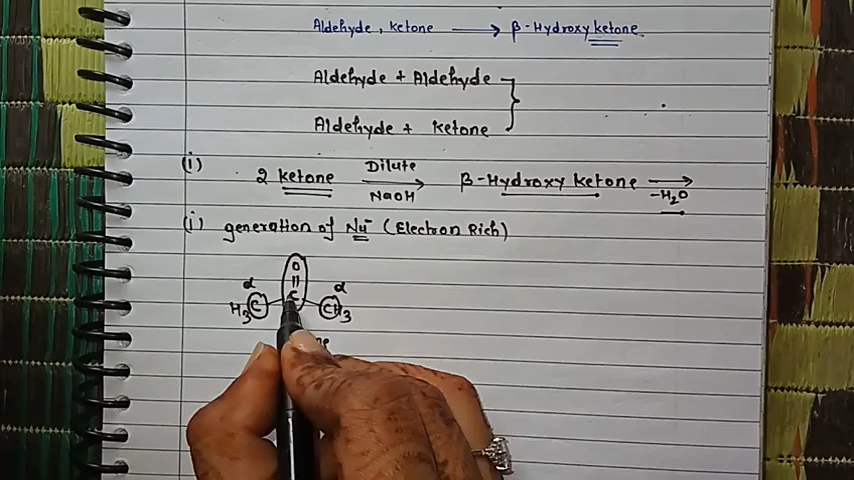 Aldehyde, Ketone → β-Hydroxy ketone.
Aldehyde + Aldehyde
Aldehyde + Ketone
(i) 2 Ketone Dilute NaOH → β-Hydroxy ketone -H2O →
(i) generation of Nu⁻ (Electron Rich)
O
α || α
H3C C CH3
ne